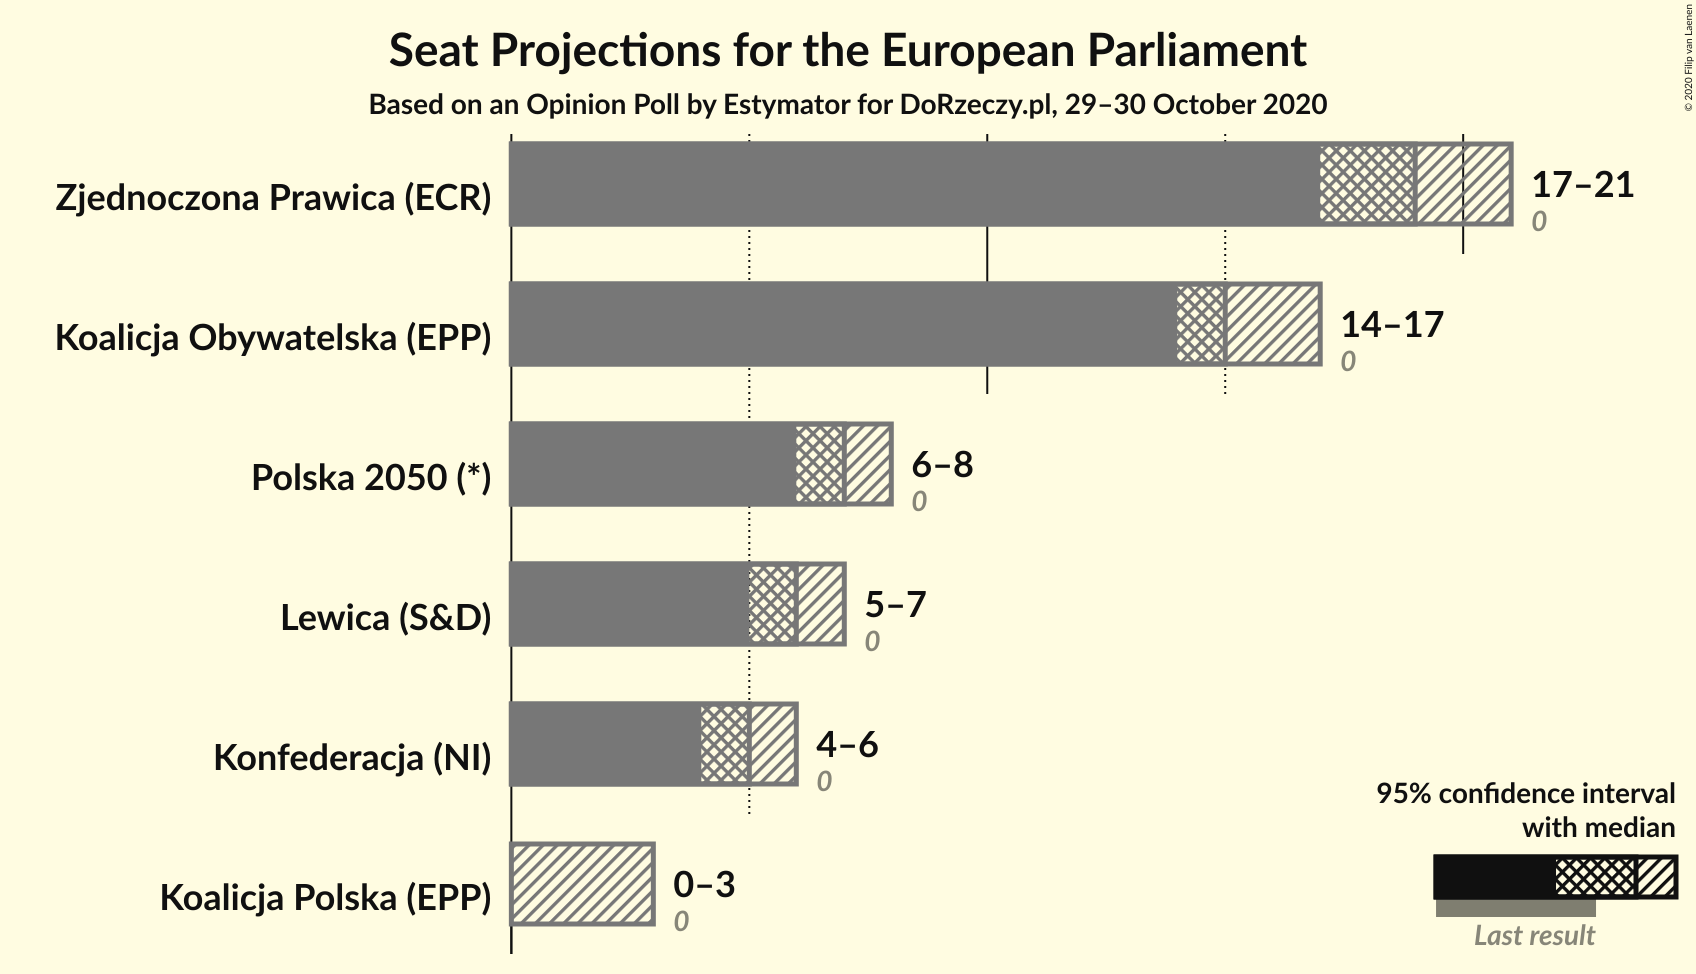 Seat Projections for the European Parliament
Based on an Opinion Poll by Estymator for DoRzeczy.pl, 29–30 October 2020
© 2020 Filip van Laenen
Zjednoczona Prawica (ECR)
17–21
0
Koalicja Obywatelska (EPP)
14–17
0
Polska 2050 (*)
6–8
0
Lewica (S&D)
5–7
0
Konfederacja (NI)
4–6
0
Koalicja Polska (EPP)
0–3
0
95% confidence interval
with median
Last result